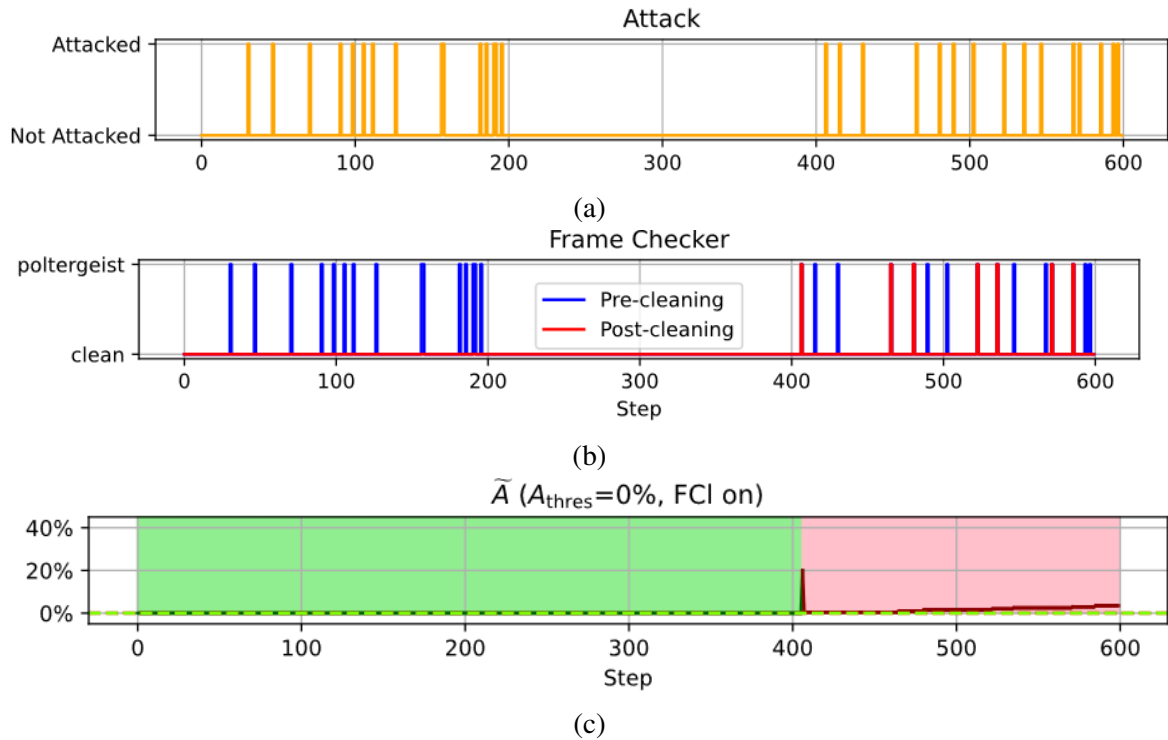 Attack
Attacked
Not Attacked
0 100 200 300 400 500 600
(a)
Frame Checker
poltergeist
clean
Pre-cleaning
Post-cleaning
0 100 200 300 400 500 600
Step
(b)
Ã (A_thres=0%, FCl on)
40%
20%
0%
0 100 200 300 400 500 600
Step
(c)